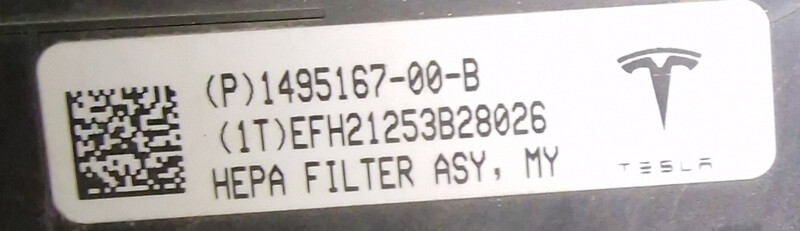 (P)1495167-00-B
(1T)EFH21253B28026
HEPA FILTER ASY, MY
TESLA